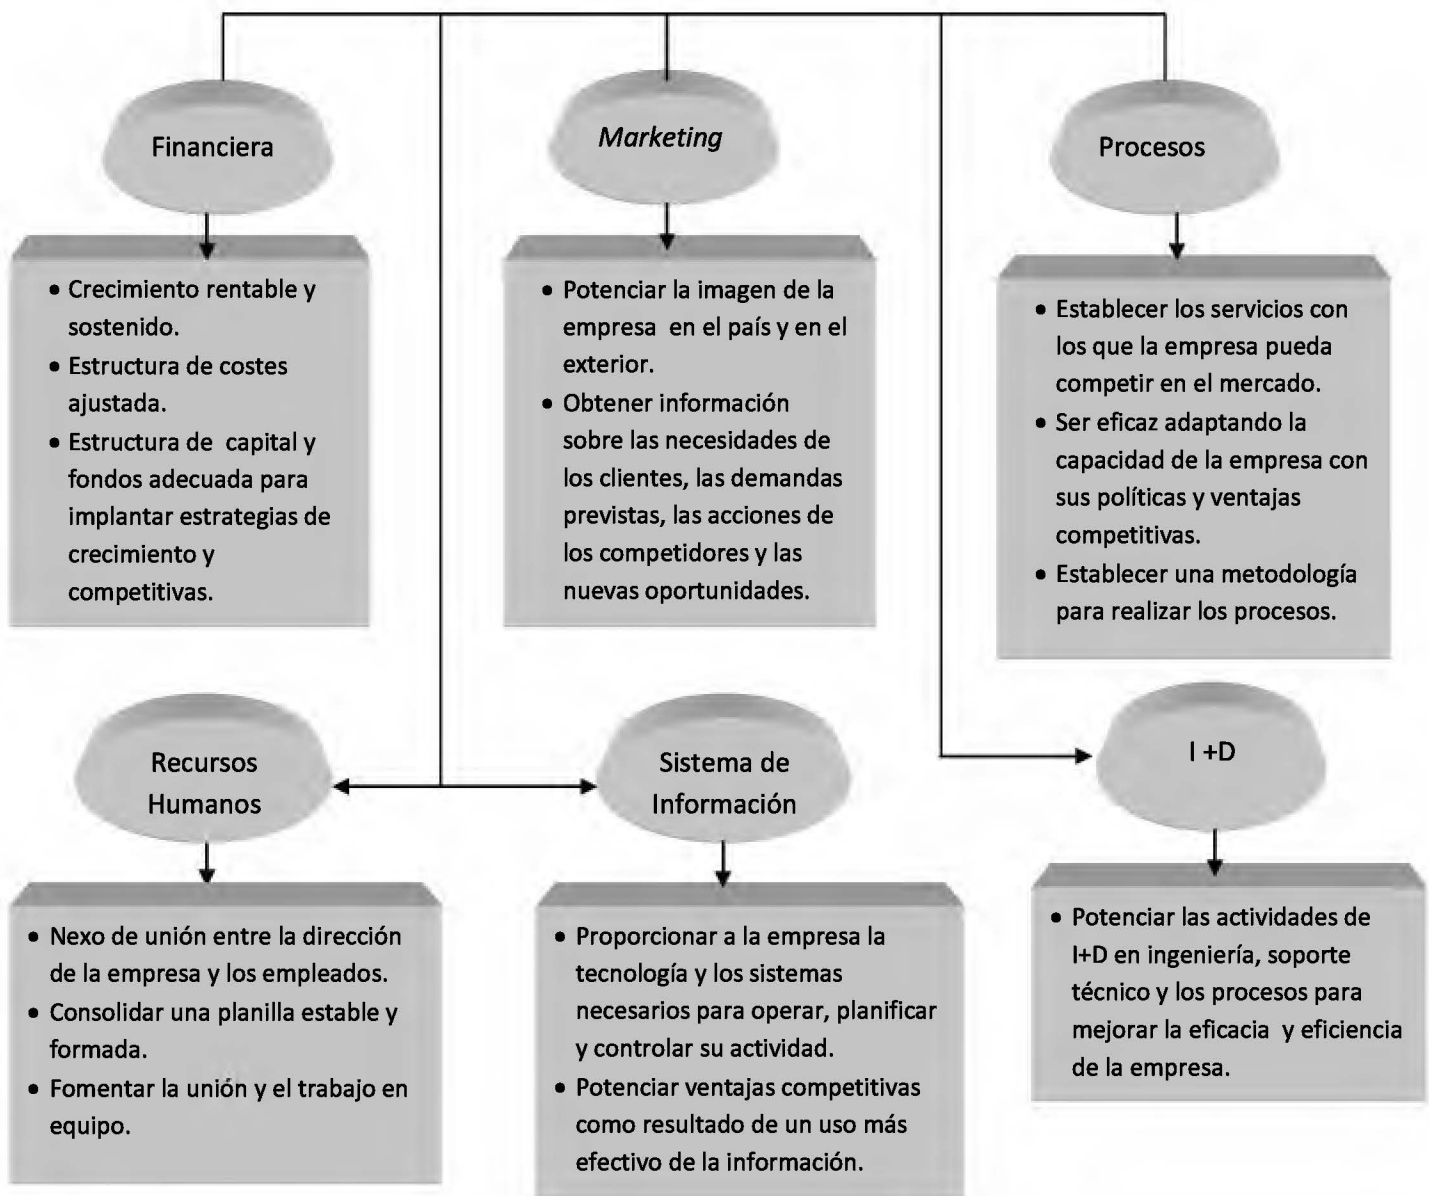 Financiera
• Crecimiento rentable y
sostenido.
• Estructura de costes
ajustada.
• Estructura de capital y
fondos adecuada para
implantar estrategias de
crecimiento y
competitivas.
Marketing
• Potenciar la imagen de la
empresa en el país y en el
exterior.
• Obtener información
sobre las necesidades de
los clientes, las demandas
previstas, las acciones de
los competidores y las
nuevas oportunidades.
Procesos
• Establecer los servicios con
los que la empresa pueda
competir en el mercado.
• Ser eficaz adaptando la
capacidad de la empresa con
sus políticas y ventajas
competitivas.
• Establecer una metodología
para realizar los procesos.
Recursos
Humanos
• Nexo de unión entre la dirección
de la empresa y los empleados.
• Consolidar una planilla estable y
formada.
• Fomentar la unión y el trabajo en
equipo.
Sistema de
Información
• Proporcionar a la empresa la
tecnología y los sistemas
necesarios para operar, planificar
y controlar su actividad.
• Potenciar ventajas competitivas
como resultado de un uso más
efectivo de la información.
I +D
• Potenciar las actividades de
I+D en ingeniería, soporte
técnico y los procesos para
mejorar la eficacia y eficiencia
de la empresa.